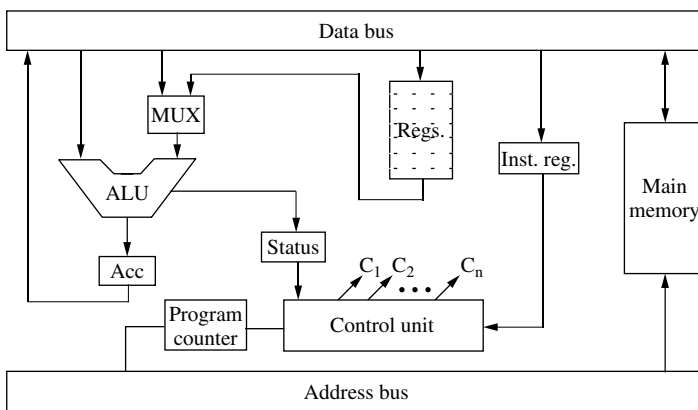 Data bus
MUX
Regs.
Inst. reg.
ALU
Main
memory
Status
Acc
C1 C2 ••• Cn
Program
counter
Control unit
Address bus